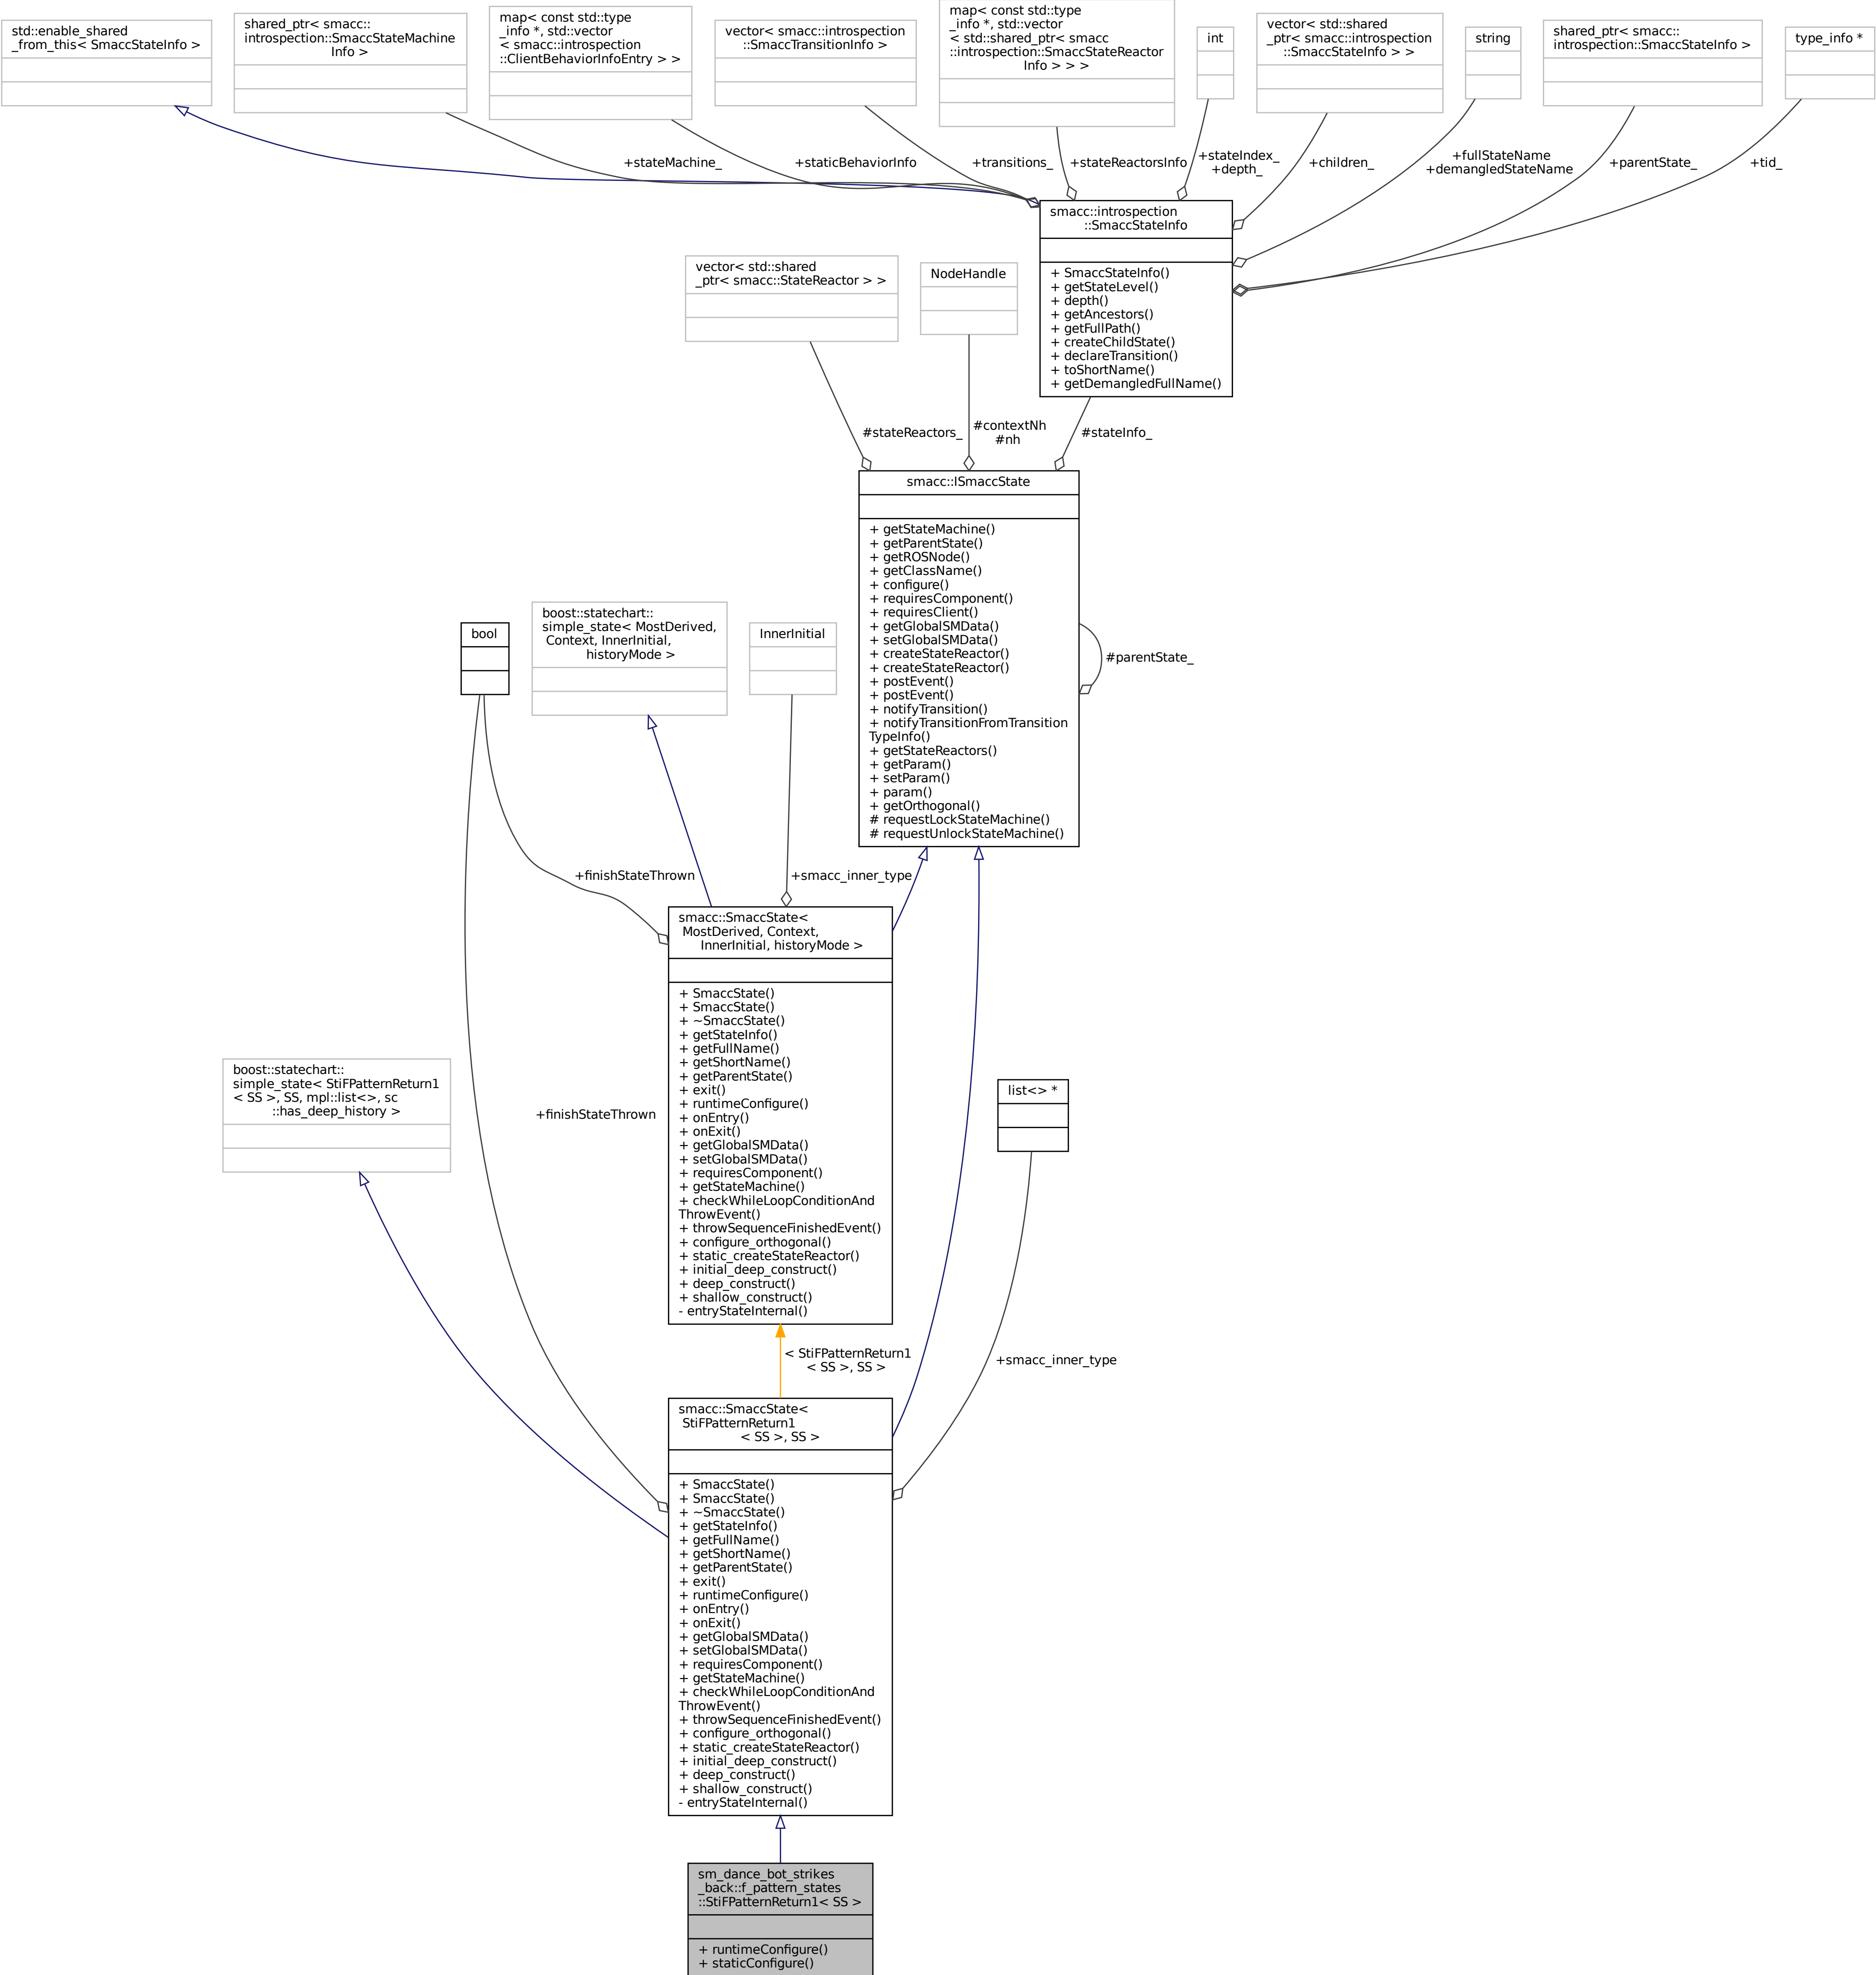 std::enable_shared
_from_this< SmaccStateInfo >
shared_ptr< smacc::
introspection::SmaccStateMachine
Info >
map< const std::type
_info *, std::vector
< smacc::introspection
::ClientBehaviorInfoEntry > >
vector< smacc::introspection
::SmaccTransitionInfo >
map< const std::type
_info *, std::vector
< std::shared_ptr< smacc
::introspection::SmaccStateReactor
Info > > >
int
vector< std::shared
_ptr< smacc::introspection
::SmaccStateInfo > >
string
shared_ptr< smacc::
introspection::SmaccStateInfo >
type_info *
+stateMachine_
+staticBehaviorInfo
+transitions_
+stateReactorsInfo
+stateIndex_
+depth_
+children_
+fullStateName
+demangledStateName
+parentState_
+tid_
smacc::introspection
::SmaccStateInfo
+ SmaccStateInfo()
+ getStateLevel()
+ depth()
+ getAncestors()
+ getFullPath()
+ createChildState()
+ declareTransition()
+ toShortName()
+ getDemangledFullName()
vector< std::shared
_ptr< smacc::StateReactor > >
NodeHandle
#stateReactors_
#contextNh
#nh
#stateInfo_
smacc::ISmaccState
+ getStateMachine()
+ getParentState()
+ getROSNode()
+ getClassName()
+ configure()
+ requiresComponent()
+ requiresClient()
+ getGlobalSMData()
+ setGlobalSMData()
+ createStateReactor()
+ createStateReactor()
+ postEvent()
+ postEvent()
+ notifyTransition()
+ notifyTransitionFromTransition
TypeInfo()
+ getStateReactors()
+ getParam()
+ setParam()
+ param()
+ getOrthogonal()
# requestLockStateMachine()
# requestUnlockStateMachine()
#parentState_
bool
boost::statechart::
simple_state< MostDerived,
Context, InnerInitial,
historyMode >
InnerInitial
+finishStateThrown
+smacc_inner_type
smacc::SmaccState<
MostDerived, Context,
InnerInitial, historyMode >
+ SmaccState()
+ SmaccState()
+ ~SmaccState()
+ getStateInfo()
+ getFullName()
+ getShortName()
+ getParentState()
+ exit()
+ runtimeConfigure()
+ onEntry()
+ onExit()
+ getGlobalSMData()
+ setGlobalSMData()
+ requiresComponent()
+ getStateMachine()
+ checkWhileLoopConditionAnd
ThrowEvent()
+ throwSequenceFinishedEvent()
+ configure_orthogonal()
+ static_createStateReactor()
+ initial_deep_construct()
+ deep_construct()
+ shallow_construct()
- entryStateInternal()
boost::statechart::
simple_state< StiFPatternReturn1
< SS >, SS, mpl::list<>, sc
::has_deep_history >
+finishStateThrown
list<> *
< StiFPatternReturn1
< SS >, SS >
+smacc_inner_type
smacc::SmaccState<
StiFPatternReturn1
< SS >, SS >
+ SmaccState()
+ SmaccState()
+ ~SmaccState()
+ getStateInfo()
+ getFullName()
+ getShortName()
+ getParentState()
+ exit()
+ runtimeConfigure()
+ onEntry()
+ onExit()
+ getGlobalSMData()
+ setGlobalSMData()
+ requiresComponent()
+ getStateMachine()
+ checkWhileLoopConditionAnd
ThrowEvent()
+ throwSequenceFinishedEvent()
+ configure_orthogonal()
+ static_createStateReactor()
+ initial_deep_construct()
+ deep_construct()
+ shallow_construct()
- entryStateInternal()
sm_dance_bot_strikes
_back::f_pattern_states
::StiFPatternReturn1< SS >
+ runtimeConfigure()
+ staticConfigure()